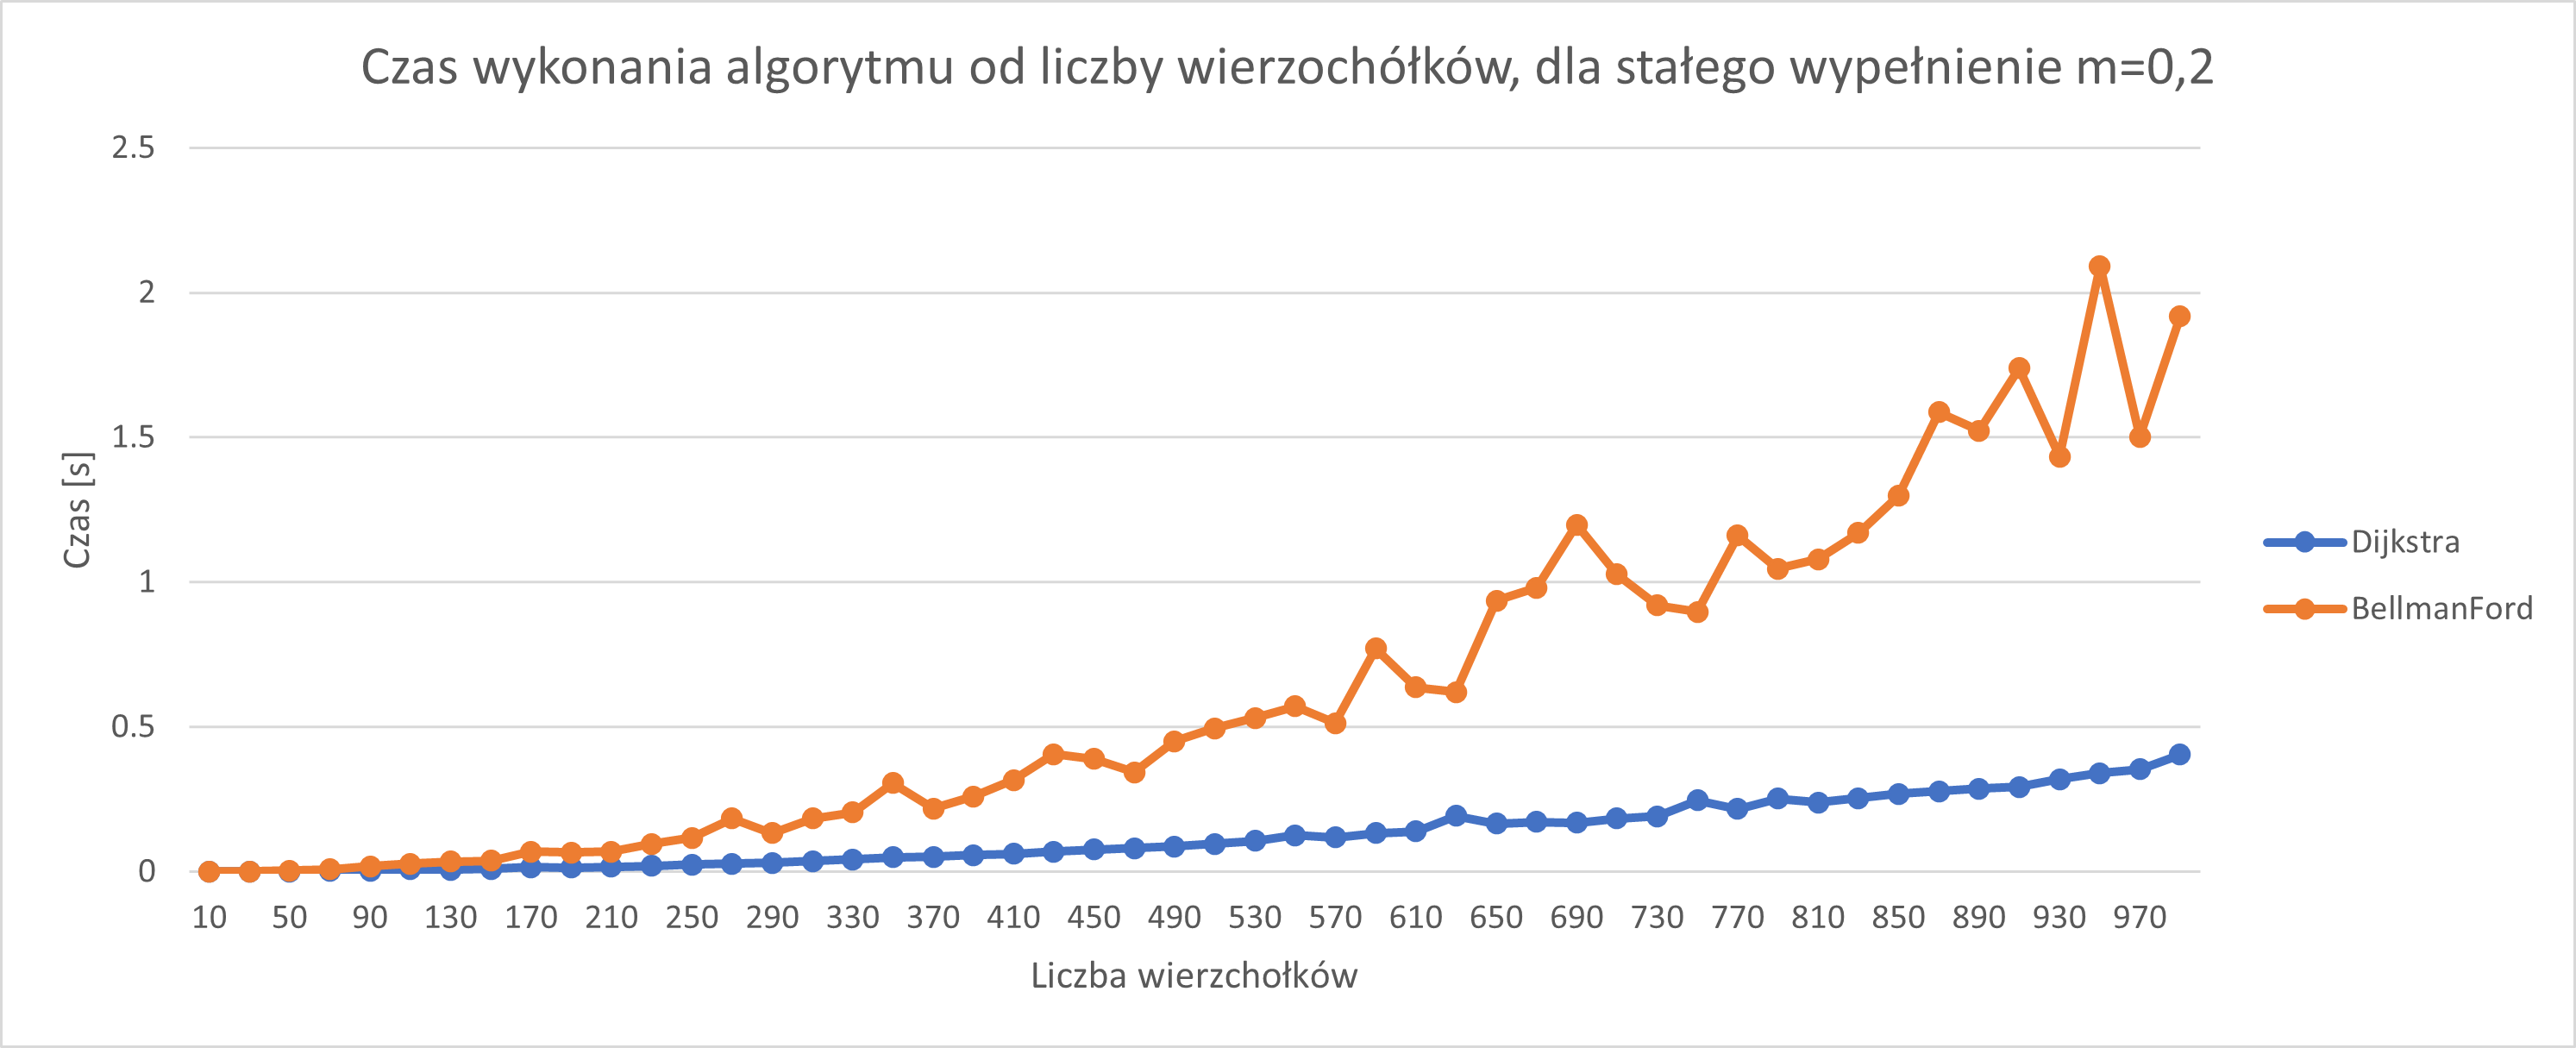 Czas wykonania algorytmu od liczby wierzochółków, dla stałego wypełnienie m=0,2
2.5
2
1.5
1
0.5
0
Czas [s]
10 50 90 130 170 210 250 290 330 370 410 450 490 530 570 610 650 690 730 770 810 850 890 930 970
Liczba wierzchołków
Dijkstra
BellmanFord